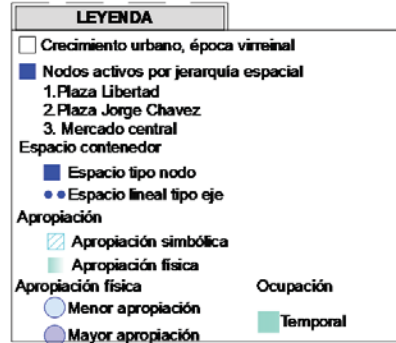 LEYENDA
Crecimiento urbano, época virreinal
Nodos activos por jerarquía espacial
1.Plaza Libertad
2.Plaza Jorge Chavez
3. Mercado central
Espacio contenedor
Espacio tipo nodo
Espacio lineal tipo eje
Apropiación
Apropiación simbólica
Apropiación física
Apropiación física
Menor apropiación
Mayor apropiación
Ocupación
Temporal